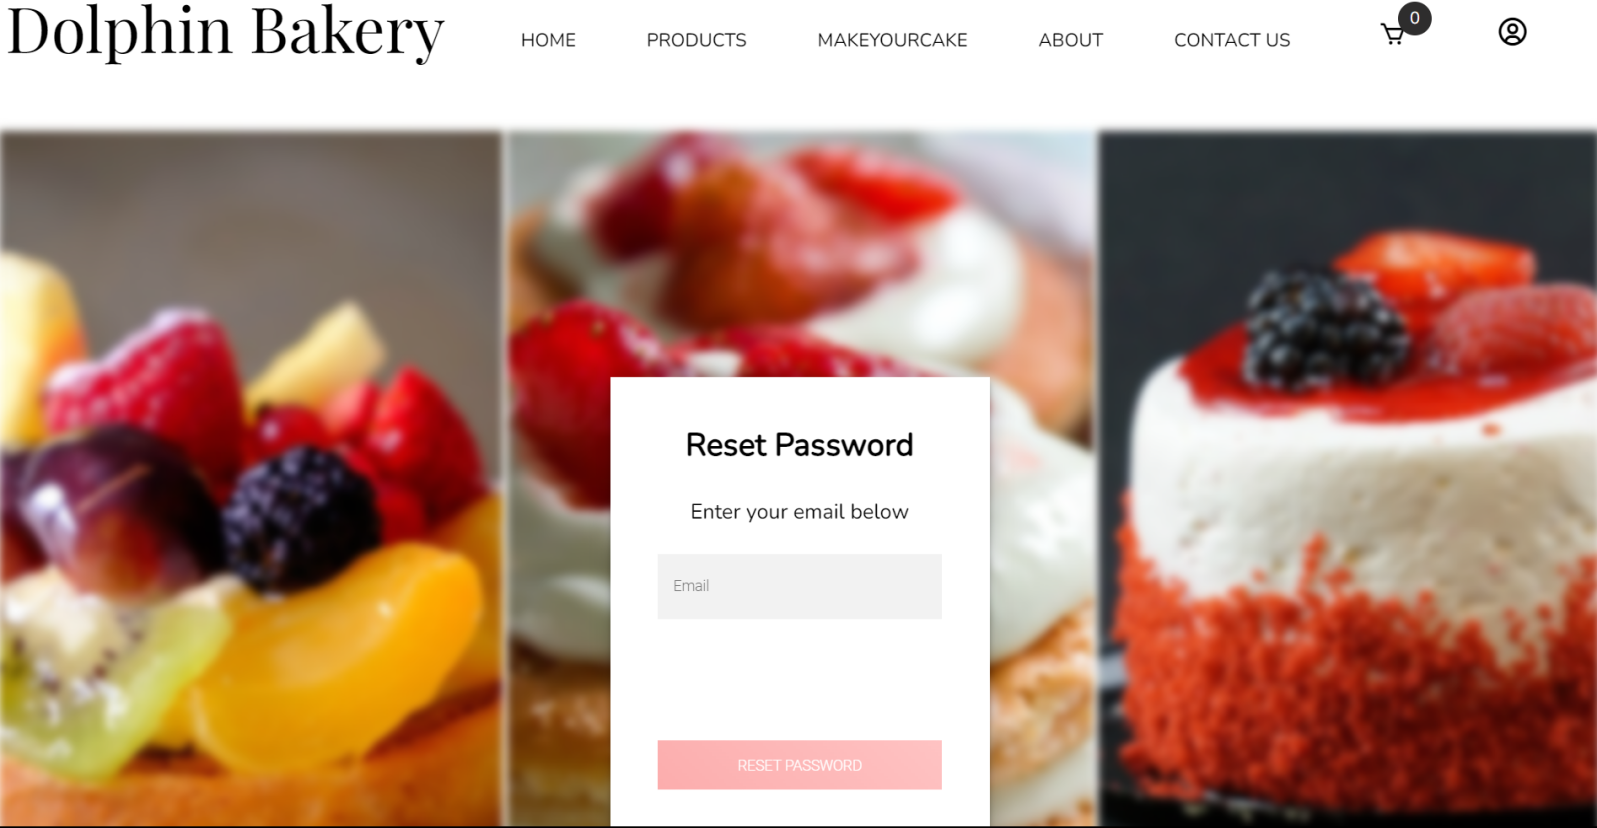 Dolphin Bakery
HOME PRODUCTS MAKEYOURCAKE ABOUT CONTACT US 0
Reset Password
Enter your email below
Email
RESET PASSWORD